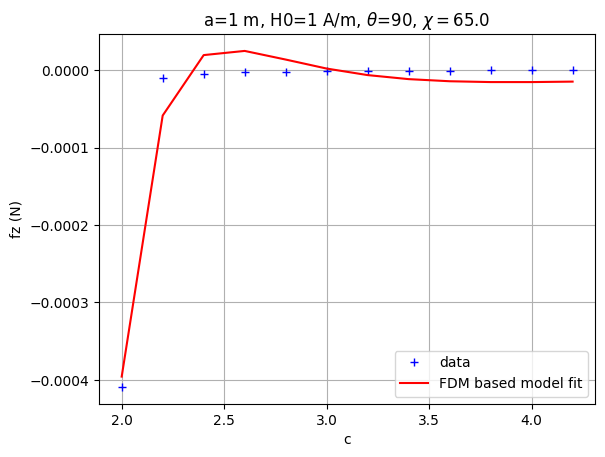 a=1 m, H0=1 A/m, θ=90, χ = 65.0
0.0000
−0.0001
−0.0002
−0.0003
−0.0004
fz (N)
2.0 2.5 3.0 3.5 4.0
c
data
FDM based model fit